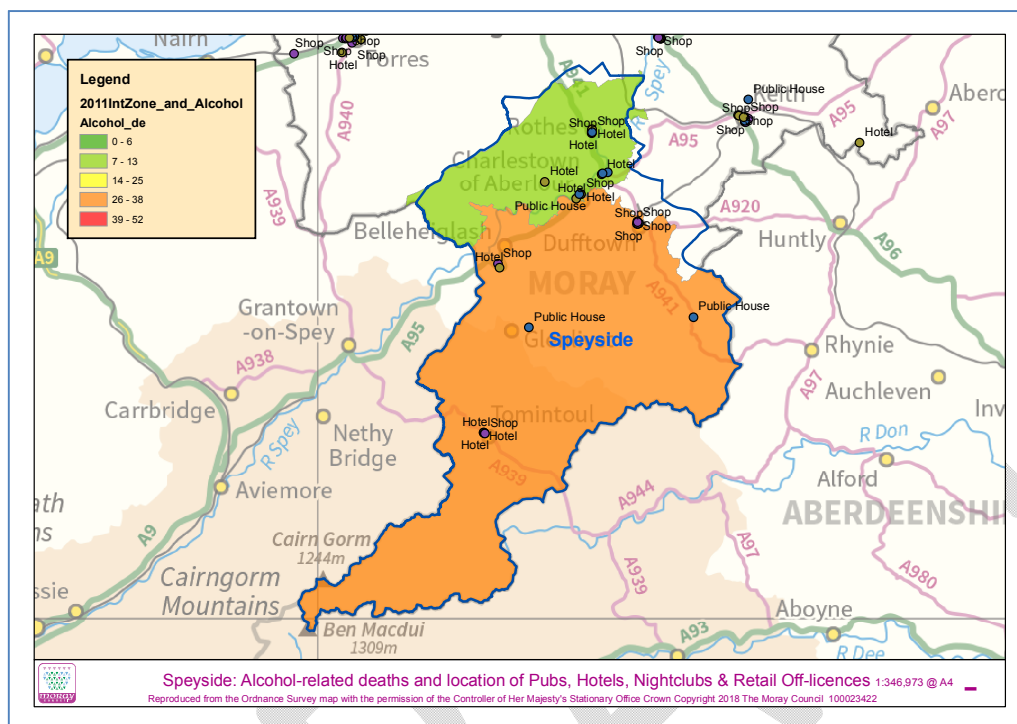 Nairn
Shop
Shop
Shop
Shop
Hotel
Forres
A941
R Spey
Shop
Public House
Keith
Shop
Shop
Shop
Shop
A95
A95
Hotel
A97
Legend
2011IntZone_and_Alcohol
Alcohol_de
0 - 6
7 - 13
14 - 25
26 - 38
39 - 52
A940
A939
Rothes
Shop
Shop
Hotel
Hotel
Charlestown
of Aberlour
Hotel
Hotel
Hotel
Shop
Hotel
Public House
Shop
Shop
Shop
Shop
A920
Huntly
A96
Belleheiglash
Dufftown
Hotel
Shop
MORAY
A941
Public House
A9
Grantown
-on-Spey
A95
Public House
Speyside
Rhynie
A938
A97
Auchleven
Carrbridge
Nethy
Bridge
R Spey
Tomintoul
Hotel
Shop
Hotel
Hotel
A939
Inv
R Don
Alford
Aviemore
A944
ABERDEENSHI
ath
ns
A9
Cairn Gorm
1244m
A97
Cairngorm
Mountains
A939
A980
ssie
Aboyne
Ben Macdui
1309m
A93
R Dee
moray
Speyside: Alcohol-related deaths and location of Pubs, Hotels, Nightclubs & Retail Off-licences 1:346,973 @ A4
Reproduced from the Ordnance Survey map with the permission of the Controller of Her Majesty's Stationary Office Crown Copyright 2018 The Moray Council 100023422